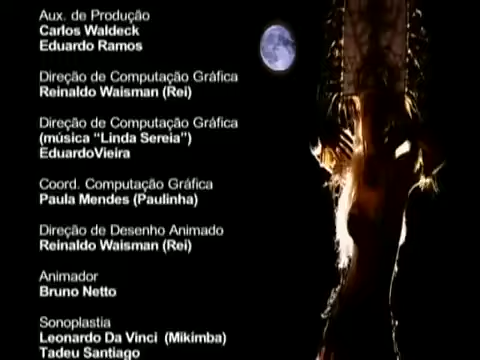 Aux. de Produção
Carlos Waldeck
Eduardo Ramos
Direção de Computação Gráfica
Reinaldo Waisman (Rei)
Direção de Computação Gráfica
(música “Linda Sereia”)
EduardoVieira
Coord. Computação Gráfica
Paula Mendes (Paulinha)
Direção de Desenho Animado
Reinaldo Waisman (Rei)
Animador
Bruno Netto
Sonoplastia
Leonardo Da Vinci (Mikimba)
Tadeu Santiago